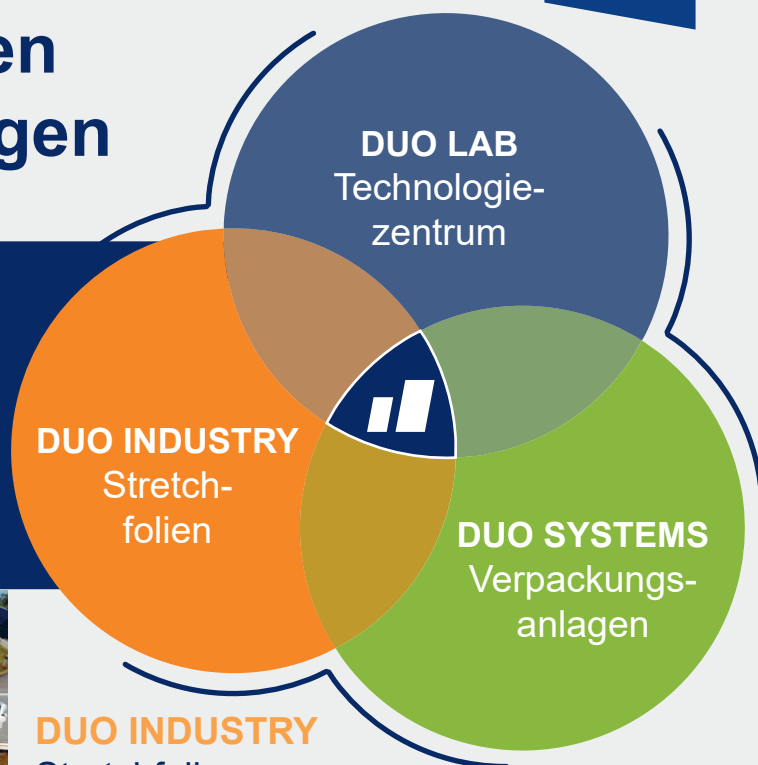 en
gen
DUO LAB
Technologie-
zentrum
DUO INDUSTRY
Stretch-
folien
DUO SYSTEMS
Verpackungs-
anlagen
DUO INDUSTRY